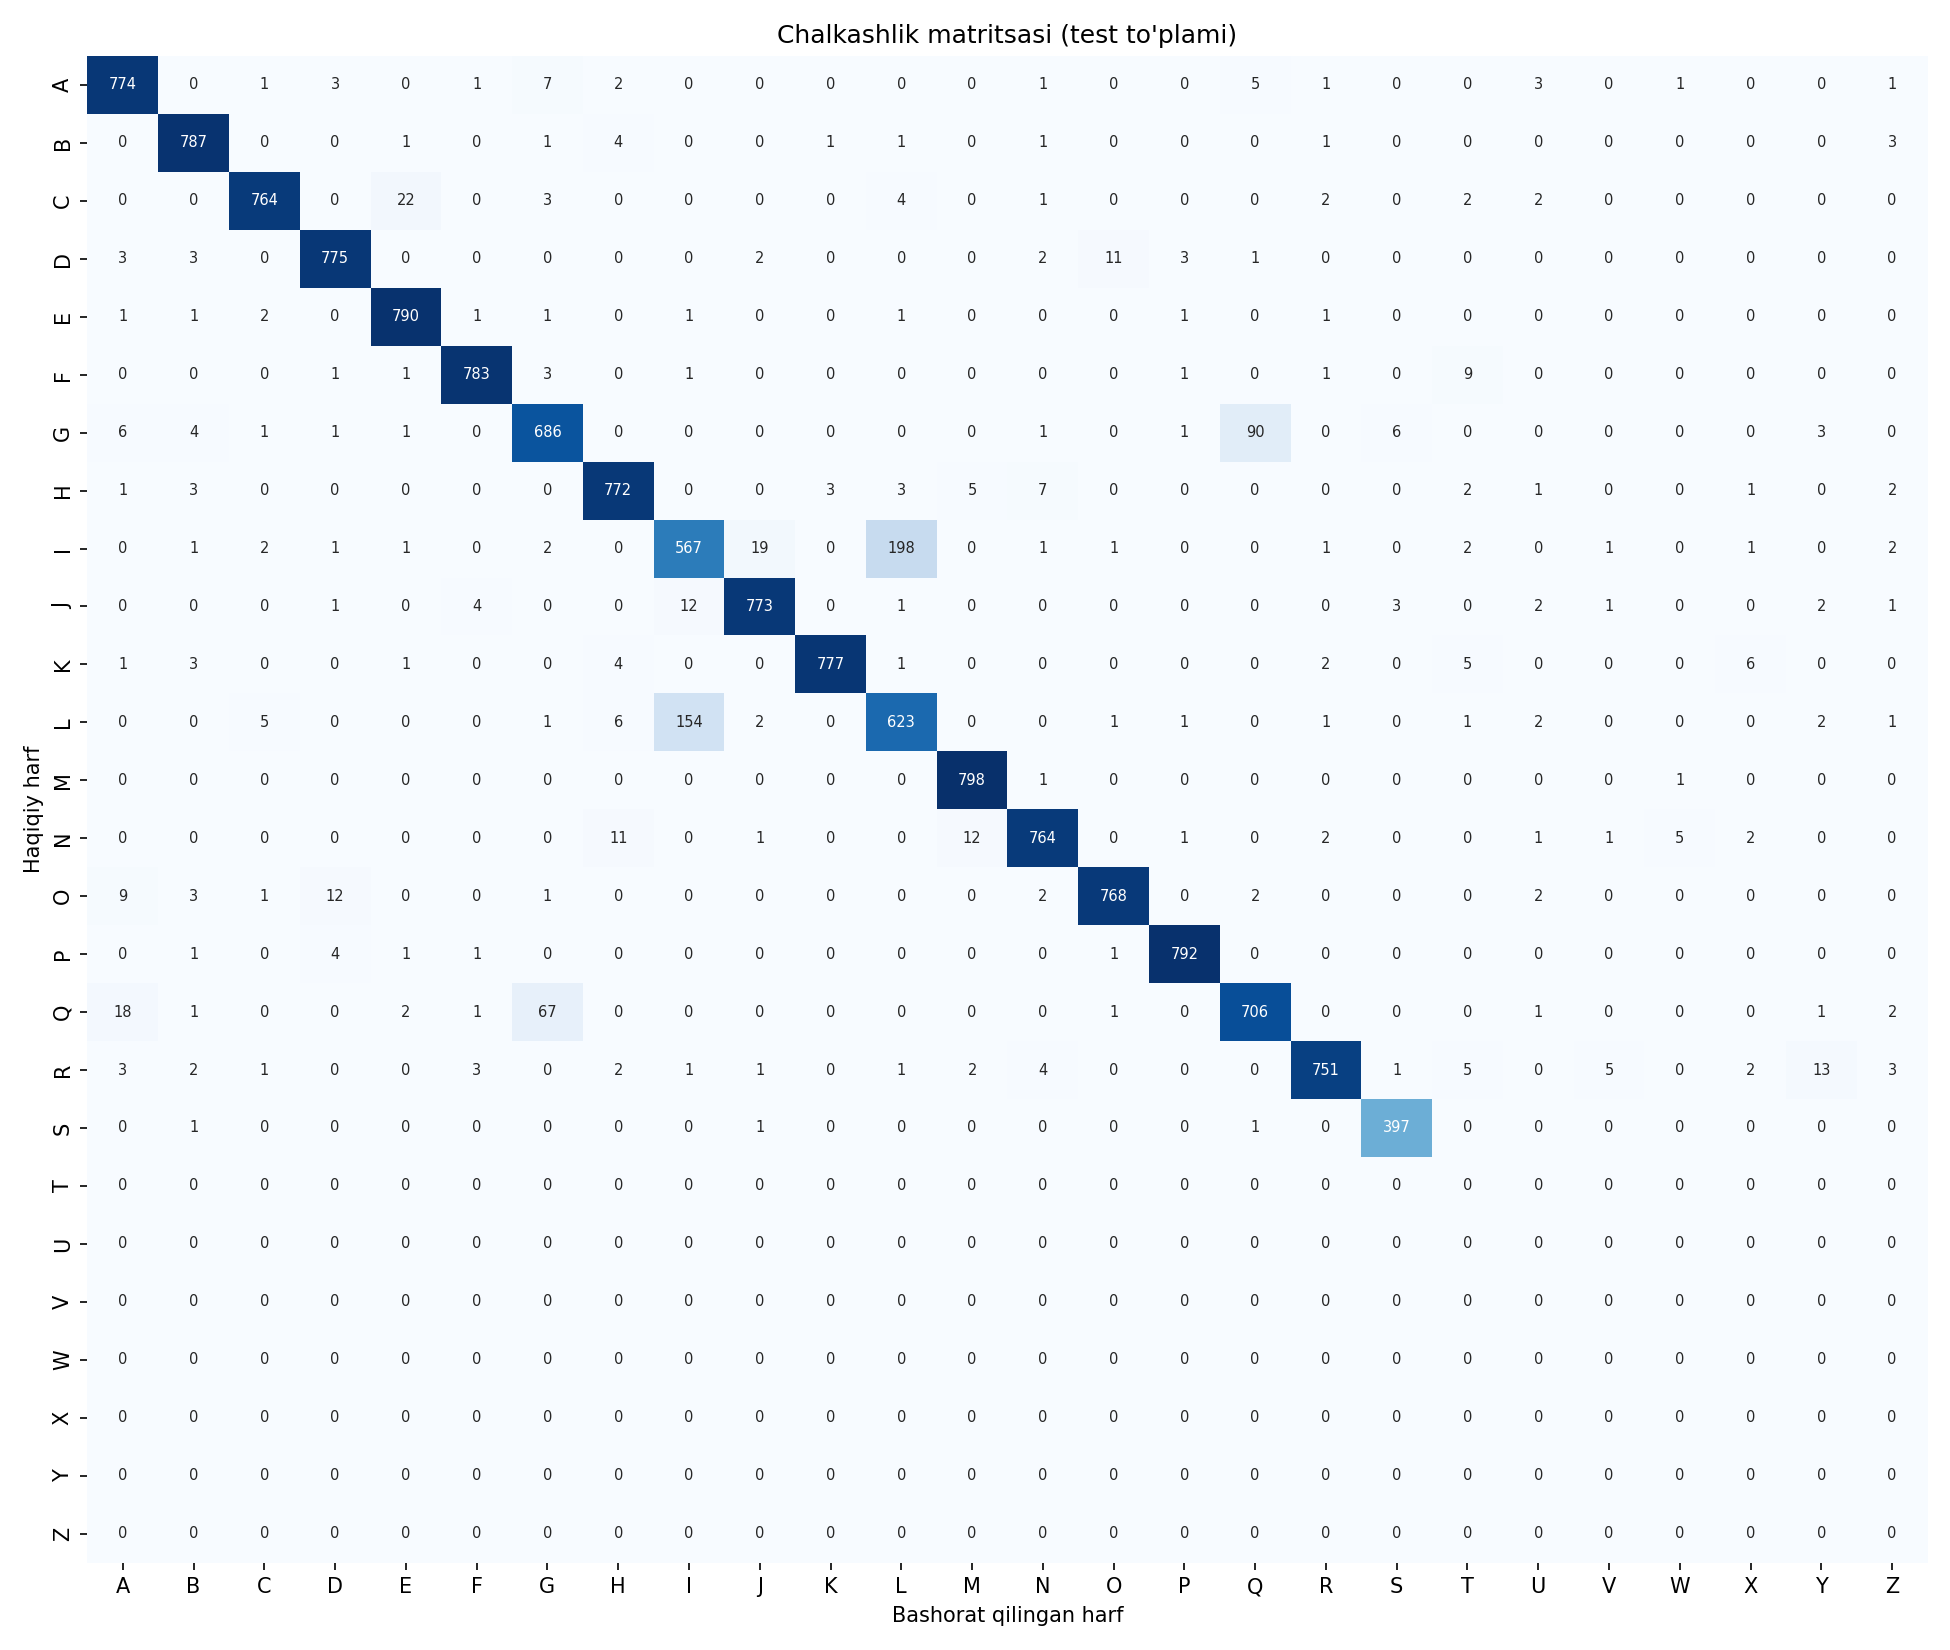 Chalkashlik matritsasi (test to'plami)
A 774 0 1 3 0 1 7 2 0 0 0 0 0 1 0 0 5 1 0 0 3 0 1 0 0 1
B 0 787 0 0 1 0 1 4 0 0 1 1 0 1 0 0 0 1 0 0 0 0 0 0 0 3
C 0 0 764 0 22 0 3 0 0 0 0 4 0 1 0 0 0 2 0 2 2 0 0 0 0 0
D 3 3 0 775 0 0 0 0 0 2 0 0 0 2 11 3 1 0 0 0 0 0 0 0 0 0
E 1 1 2 0 790 1 1 0 1 0 0 1 0 0 0 1 0 1 0 0 0 0 0 0 0 0
F 0 0 0 1 1 783 3 0 1 0 0 0 0 0 0 1 0 1 0 9 0 0 0 0 0 0
G 6 4 1 1 1 0 686 0 0 0 0 0 0 1 0 1 90 0 6 0 0 0 0 0 3 0
H 1 3 0 0 0 0 0 772 0 0 3 3 5 7 0 0 0 0 0 2 1 0 0 1 0 2
I 0 1 2 1 1 0 2 0 567 19 0 198 0 1 1 0 0 1 0 2 0 1 0 1 0 2
J 0 0 0 1 0 4 0 0 12 773 0 1 0 0 0 0 0 0 3 0 2 1 0 0 2 1
K 1 3 0 0 1 0 0 4 0 0 777 1 0 0 0 0 0 2 0 5 0 0 0 6 0 0
L 0 0 5 0 0 0 1 6 154 2 0 623 0 0 1 1 0 1 0 1 2 0 0 0 2 1
M 0 0 0 0 0 0 0 0 0 0 0 0 798 1 0 0 0 0 0 0 0 0 1 0 0 0
N 0 0 0 0 0 0 0 11 0 1 0 0 12 764 0 1 0 2 0 0 1 1 5 2 0 0
O 9 3 1 12 0 0 1 0 0 0 0 0 0 2 768 0 2 0 0 0 2 0 0 0 0 0
P 0 1 0 4 1 1 0 0 0 0 0 0 0 0 1 792 0 0 0 0 0 0 0 0 0 0
Q 18 1 0 0 2 1 67 0 0 0 0 0 0 0 1 0 706 0 0 0 1 0 0 0 1 2
R 3 2 1 0 0 3 0 2 1 1 0 1 2 4 0 0 0 751 1 5 0 5 0 2 13 3
S 0 1 0 0 0 0 0 0 0 1 0 0 0 0 0 0 1 0 397 0 0 0 0 0 0 0
T 0 0 0 0 0 0 0 0 0 0 0 0 0 0 0 0 0 0 0 0 0 0 0 0 0 0
U 0 0 0 0 0 0 0 0 0 0 0 0 0 0 0 0 0 0 0 0 0 0 0 0 0 0
V 0 0 0 0 0 0 0 0 0 0 0 0 0 0 0 0 0 0 0 0 0 0 0 0 0 0
W 0 0 0 0 0 0 0 0 0 0 0 0 0 0 0 0 0 0 0 0 0 0 0 0 0 0
X 0 0 0 0 0 0 0 0 0 0 0 0 0 0 0 0 0 0 0 0 0 0 0 0 0 0
Y 0 0 0 0 0 0 0 0 0 0 0 0 0 0 0 0 0 0 0 0 0 0 0 0 0 0
Z 0 0 0 0 0 0 0 0 0 0 0 0 0 0 0 0 0 0 0 0 0 0 0 0 0 0
A B C D E F G H I J K L M N O P Q R S T U V W X Y Z
Bashorat qilingan harf
Haqiqiy harf